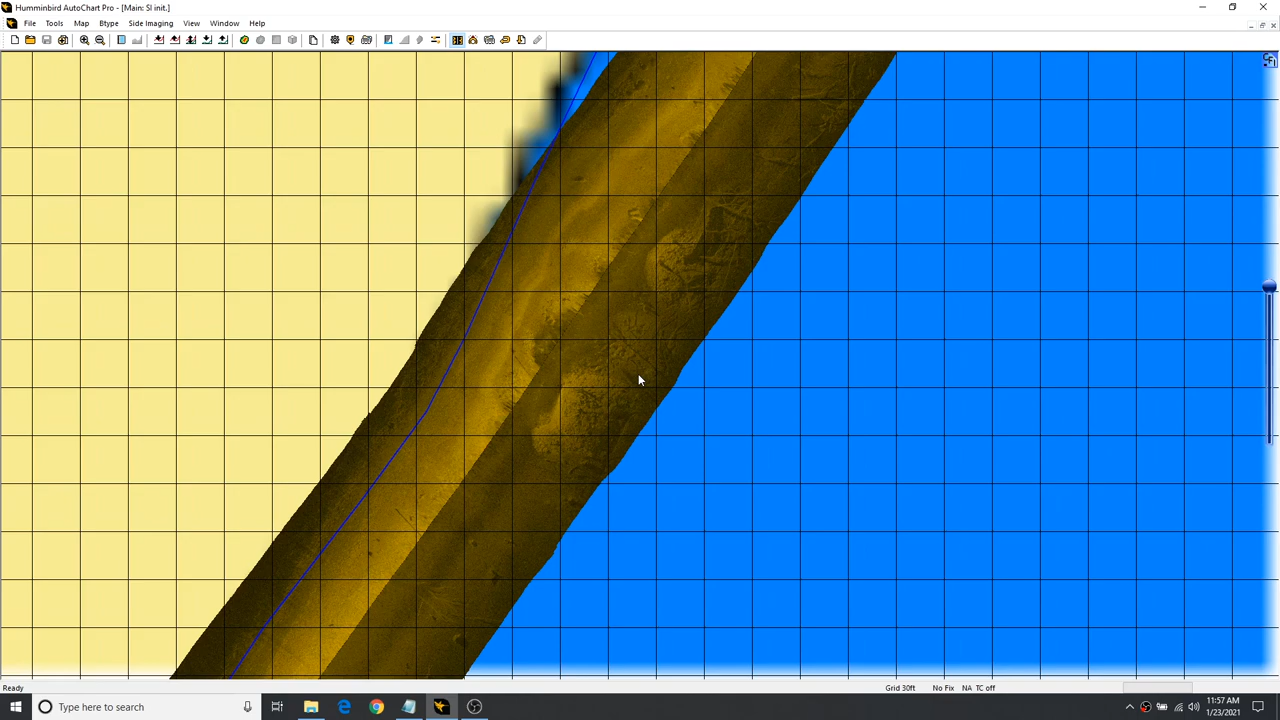 Humminbird AutoChart Pro - [Main: SI init.]
File Tools Map Btype Side Imaging View Window Help
Ready Grid 30ft No Fix NA TC off
Type here to search
11:57 AM
1/23/2021